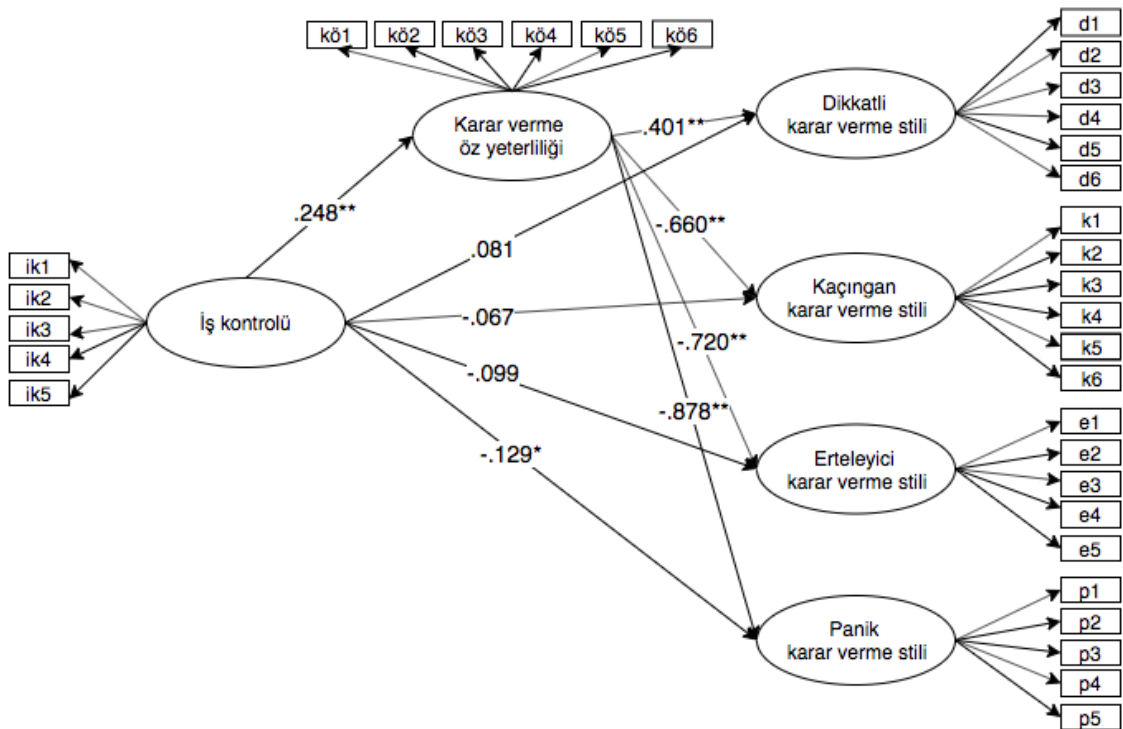 kö1
kö2
kö3
kö4
kö5
kö6
Karar verme
öz yeterliliği
Dikkatli
karar verme stili
d1
d2
d3
d4
d5
d6
.401**
.248**
.081
-.660**
ik1
ik2
ik3
ik4
ik5
İş kontrolü
-.067
Kaçıngan
karar verme stili
k1
k2
k3
k4
k5
k6
-.720**
-.099
-.878**
-.129*
Erteleyici
karar verme stili
e1
e2
e3
e4
e5
Panik
karar verme stili
p1
p2
p3
p4
p5